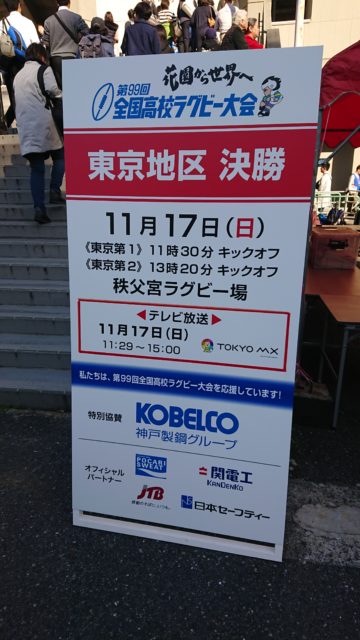 花園から世界へ
第99回
全国高校ラグビー大会
東京地区 決勝
11月17日(日)
《東京第1》11時30分 キックオフ
《東京第2》13時20分 キックオフ
秩父宮ラグビー場
◀テレビ放送▶
11月17日(日)
11:29〜15:00
TOKYO MX
私たちは、第99回全国高校ラグビー大会を応援しています!
特別協賛
KOBELCO
神戸製鋼グループ
オフィシャル
パートナー
POCARI
SWEAT
関電工
KANDENKO
JTB
日本セーフティー